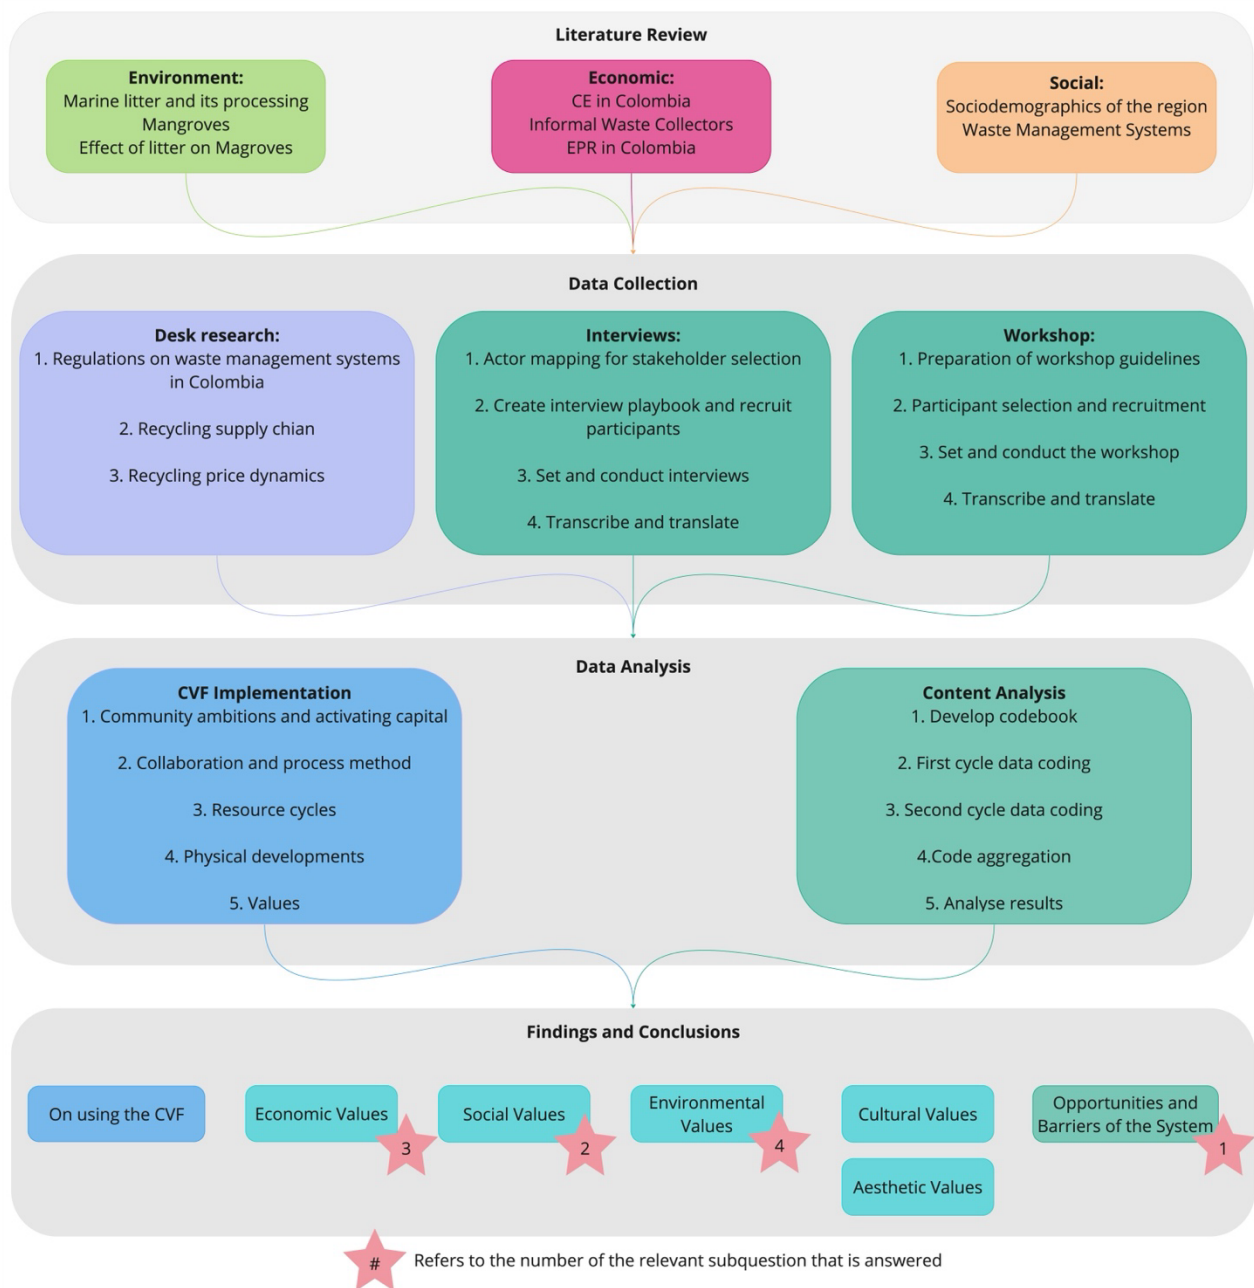 Literature Review
Environment:
Marine litter and its processing
Mangroves
Effect of litter on Magroves
Economic:
CE in Colombia
Informal Waste Collectors
EPR in Colombia
Social:
Sociodemographics of the region
Waste Management Systems
Data Collection
Desk research:
1. Regulations on waste management systems
in Colombia
2. Recycling supply chian
3. Recycling price dynamics
Interviews:
1. Actor mapping for stakeholder selection
2. Create interview playbook and recruit
participants
3. Set and conduct interviews
4. Transcribe and translate
Workshop:
1. Preparation of workshop guidelines
2. Participant selection and recruitment
3. Set and conduct the workshop
4. Transcribe and translate
Data Analysis
CVF Implementation
1. Community ambitions and activating capital
2. Collaboration and process method
3. Resource cycles
4. Physical developments
5. Values
Content Analysis
1. Develop codebook
2. First cycle data coding
3. Second cycle data coding
4.Code aggregation
5. Analyse results
Findings and Conclusions
On using the CVF
Economic Values
3
Social Values
2
Environmental
Values
4
Cultural Values
Aesthetic Values
Opportunities and
Barriers of the System
1
# Refers to the number of the relevant subquestion that is answered